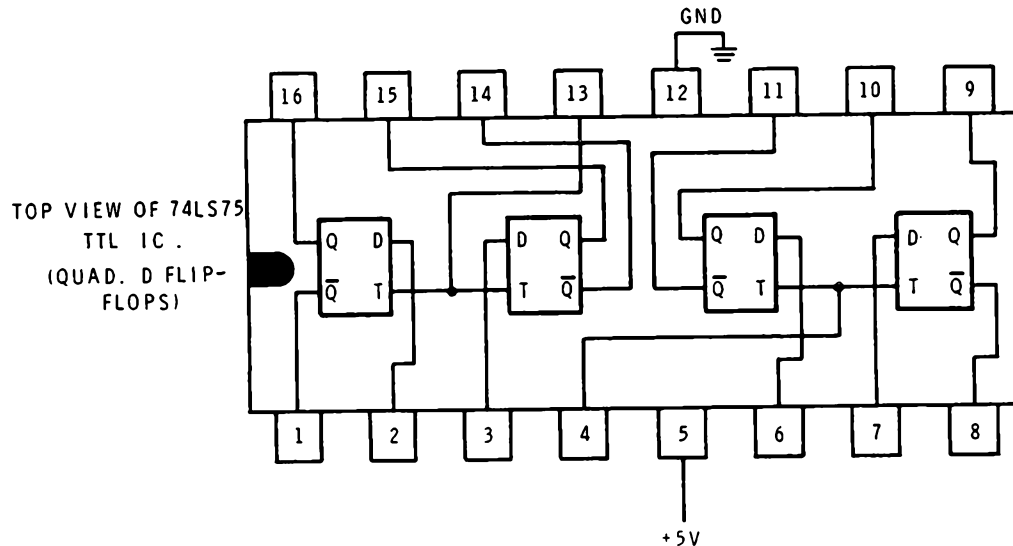 GND
16 15 14 13 12 11 10 9
TOP VIEW OF 74LS75
TTL IC.
(QUAD. D FLIP-
FLOPS)
Q D D Q Q D D Q
Q̅ T T Q̅ Q̅ T T Q̅
1 2 3 4 5 6 7 8
+5V